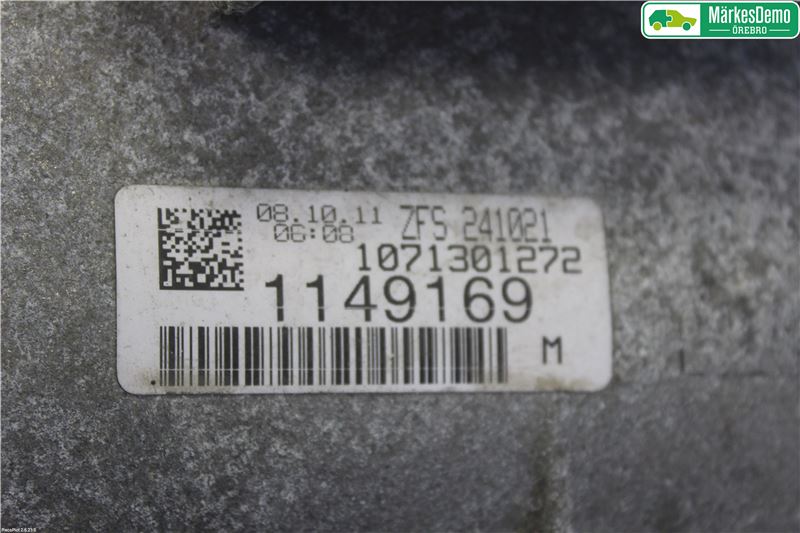 MärkesDemo
ÖREBRO
08.10.11 ZFS 241021
06:08
1071301272
1149169
M